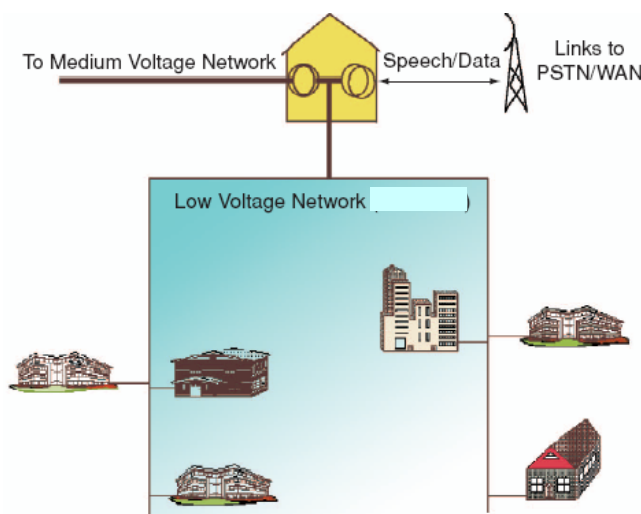 To Medium Voltage Network
Speech/Data
Links to
PSTN/WAN
Low Voltage Network (        )